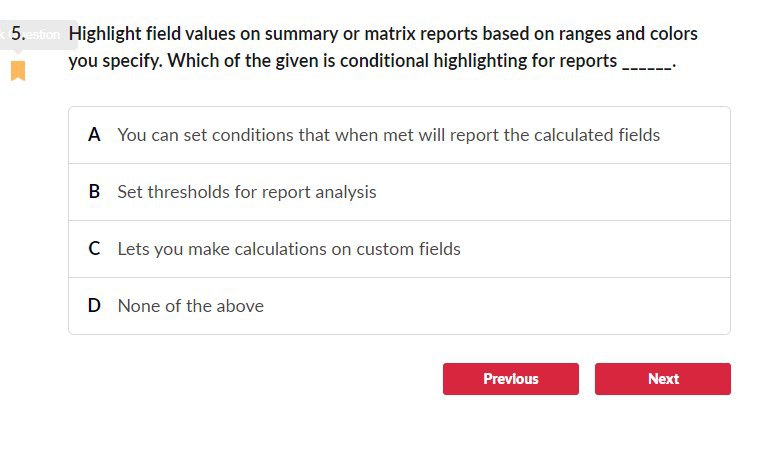 5. Highlight field values on summary or matrix reports based on ranges and colors
you specify. Which of the given is conditional highlighting for reports ______.
A You can set conditions that when met will report the calculated fields
B Set thresholds for report analysis
C Lets you make calculations on custom fields
D None of the above
Previous Next